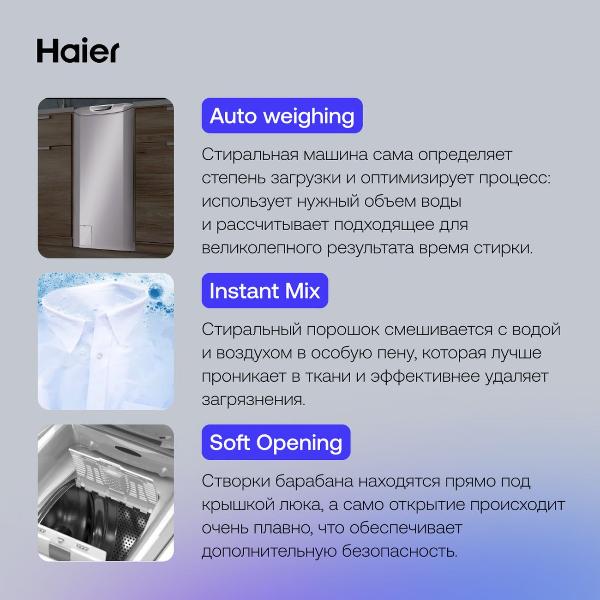 Haier
Auto weighing
Стиральная машина сама определяет
степень загрузки и оптимизирует процесс:
использует нужный объем воды
и рассчитывает подходящее для
великолепного результата время стирки.
Instant Mix
Стиральный порошок смешивается с водой
и воздухом в особую пену, которая лучше
проникает в ткани и эффективнее удаляет
загрязнения.
Soft Opening
Створки барабана находятся прямо под
крышкой люка, а само открытие происходит
очень плавно, что обеспечивает
дополнительную безопасность.